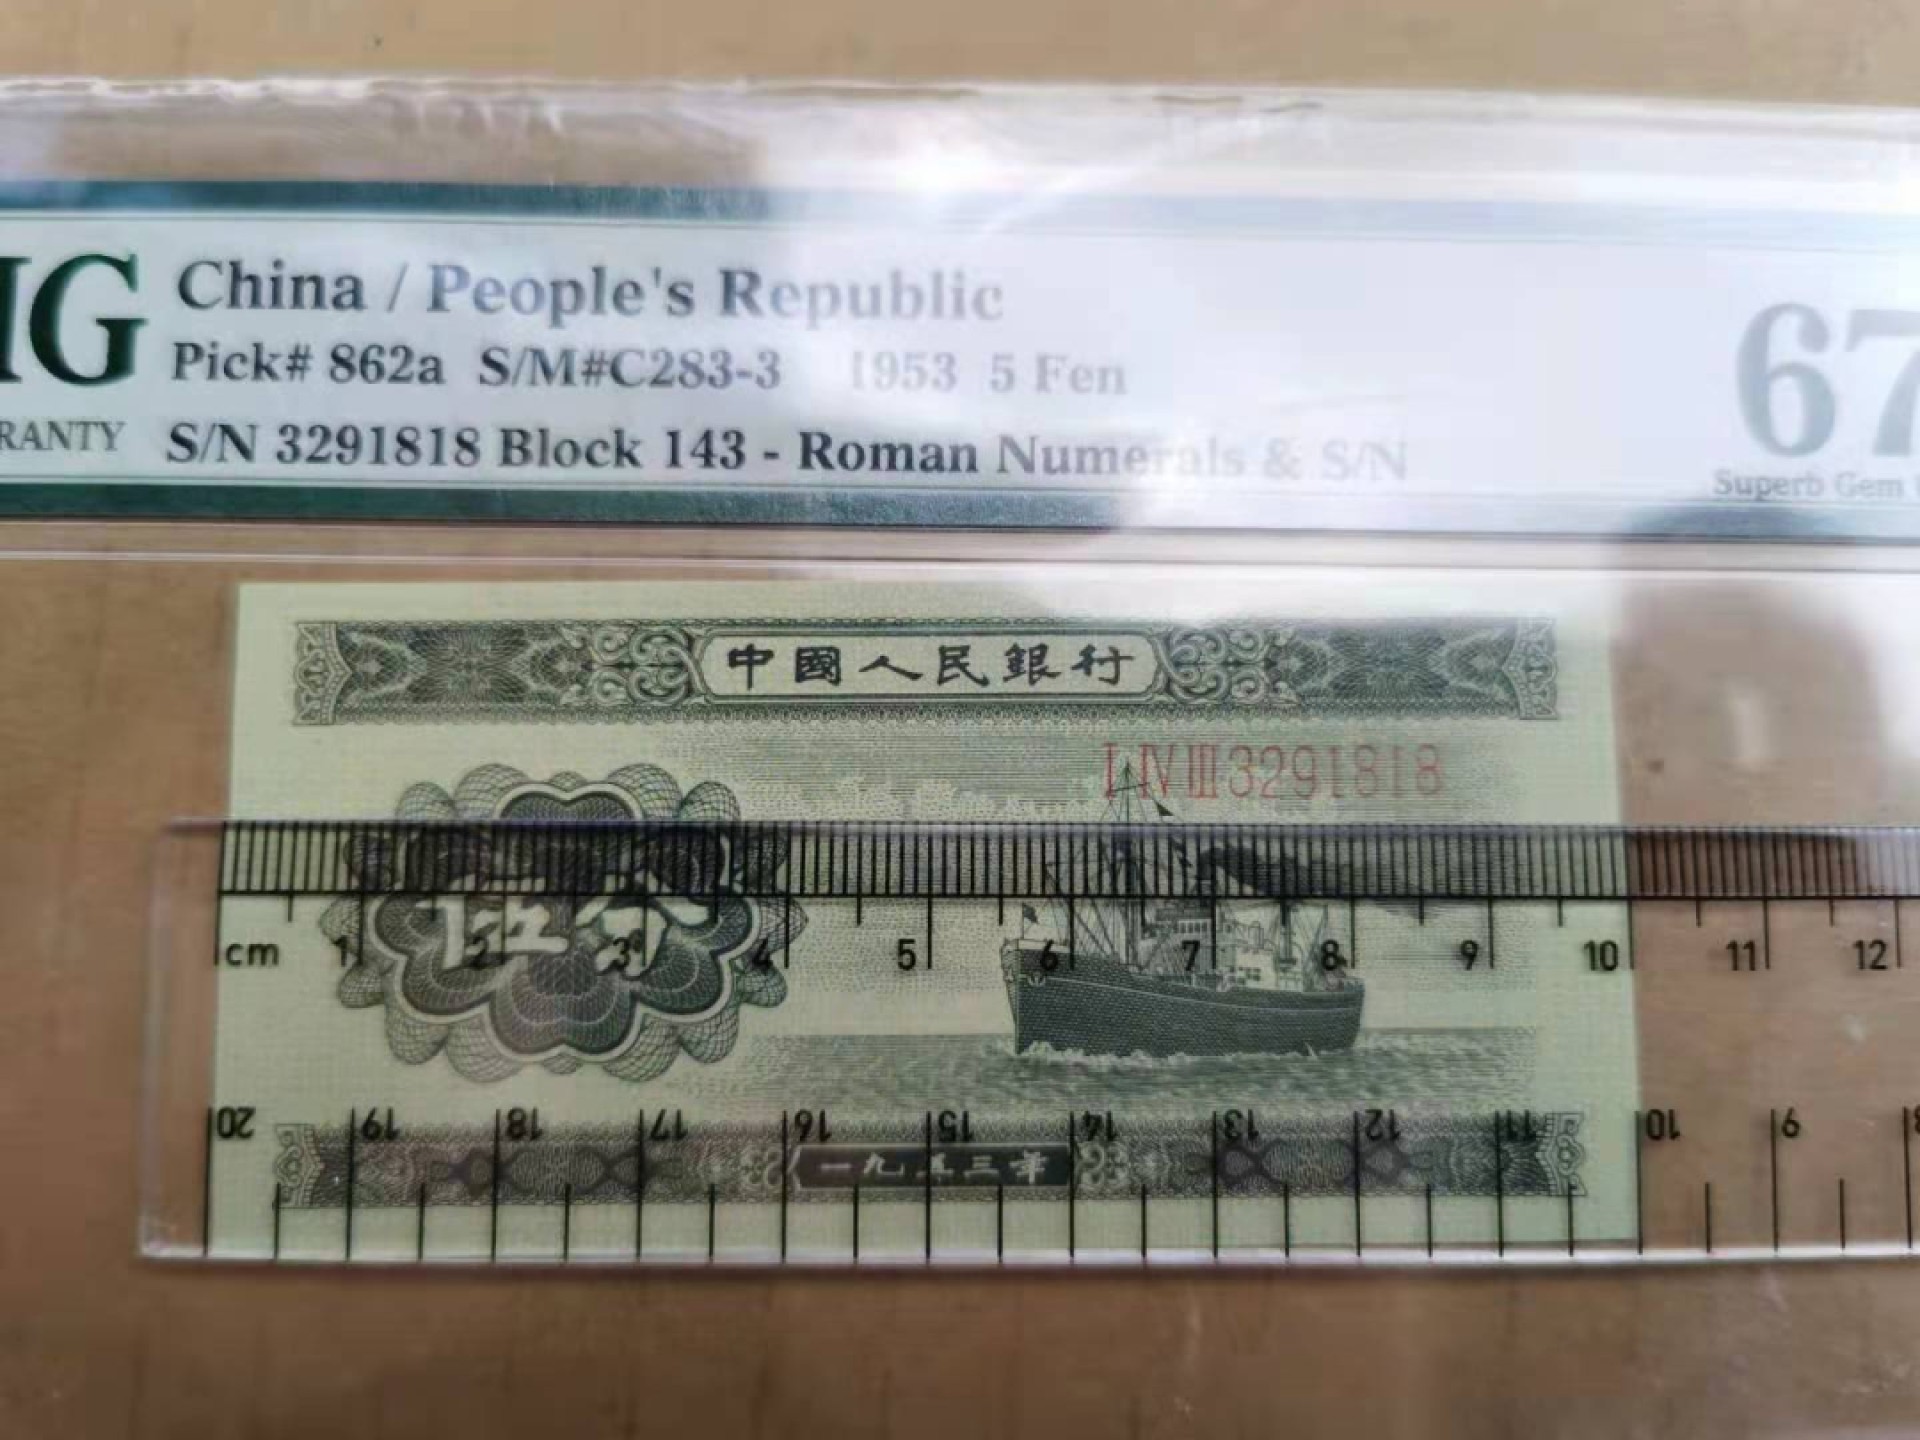 MG
China / People's Republic
Pick# 862a S/M#C283-3 1953 5 Fen
RANTY
S/N 3291818 Block 143 - Roman Numerals & S/N
67
Superb Gem
中國人民銀行
I IV III 3291818
伍分
cm 1 2 3 4 5 6 7 8 9 10 11 12
20 19 18 17 16 15 14 13 12 11 10 9
一九五三年